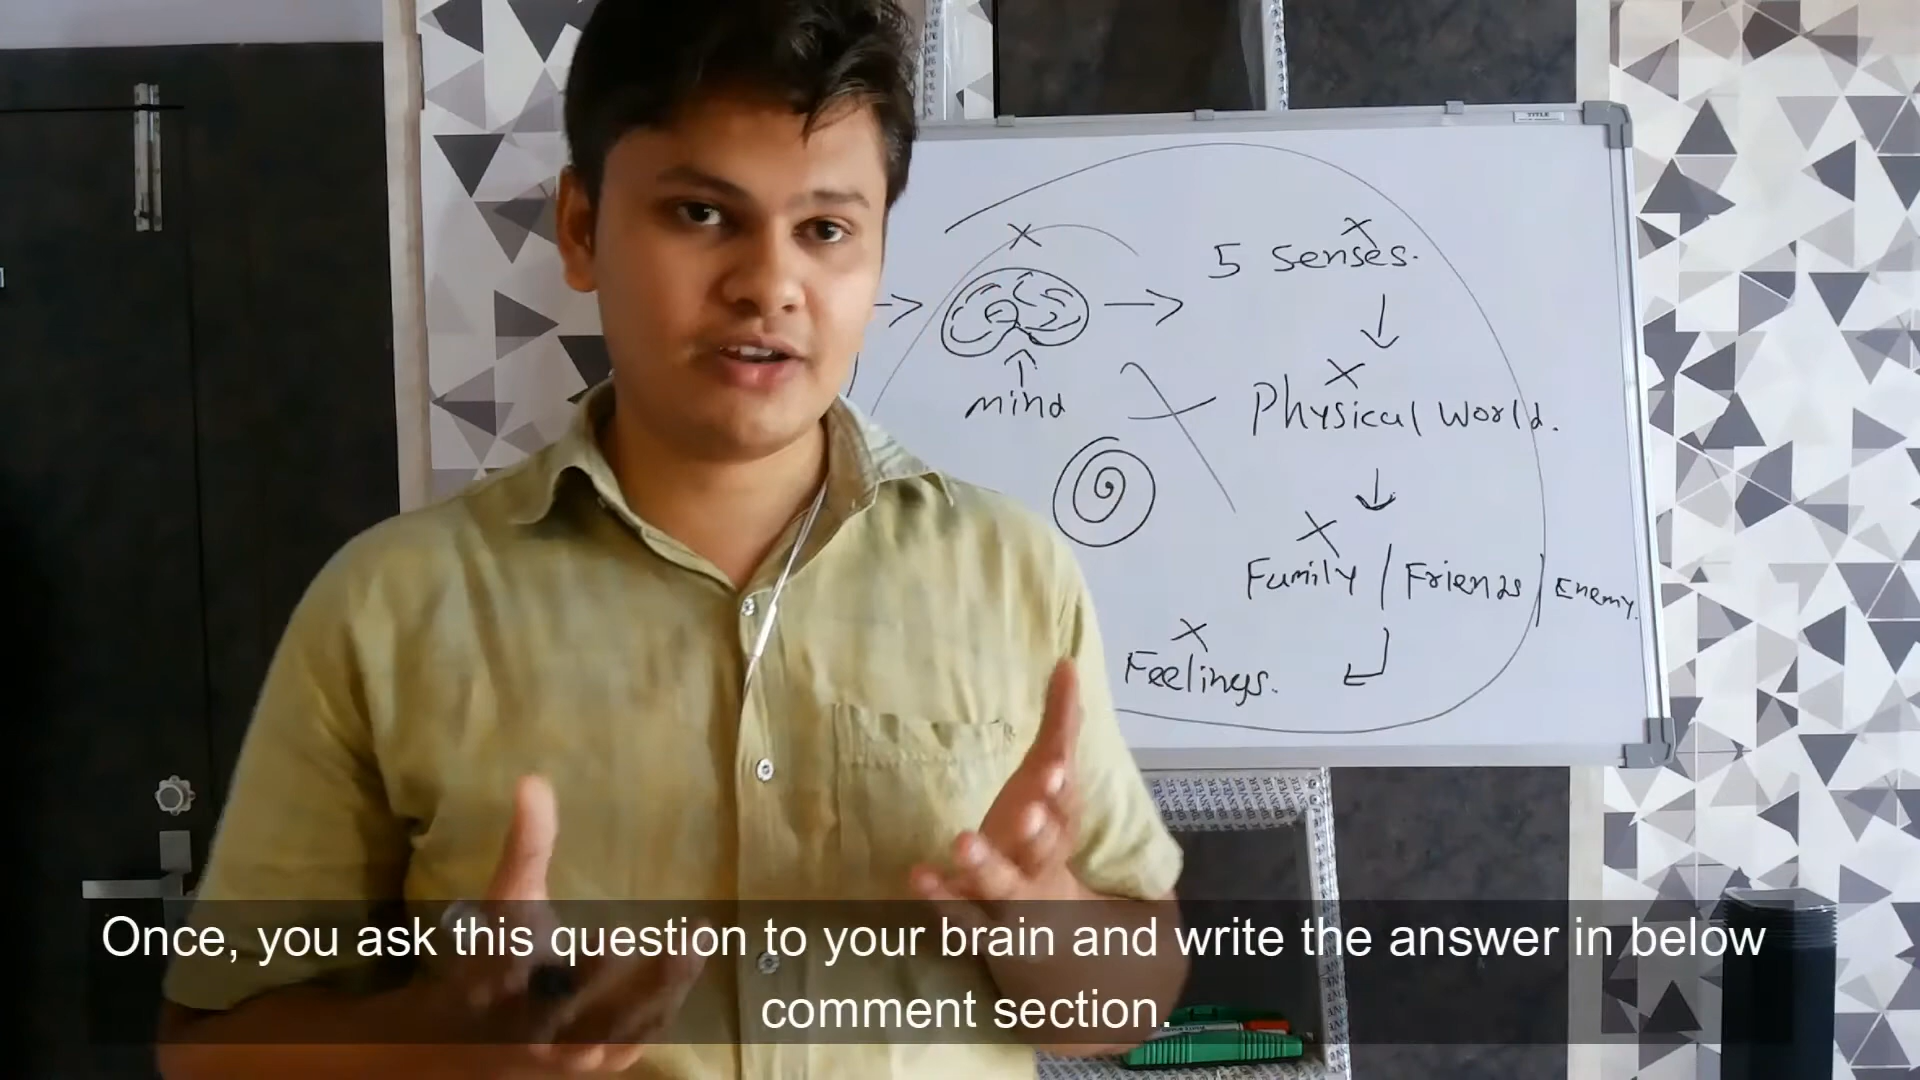 TITLE
5 Senses.
mind
Physical World.
Family / Friends / Enemy.
Feelings.
Once, you ask this question to your brain and write the answer in below
comment section.